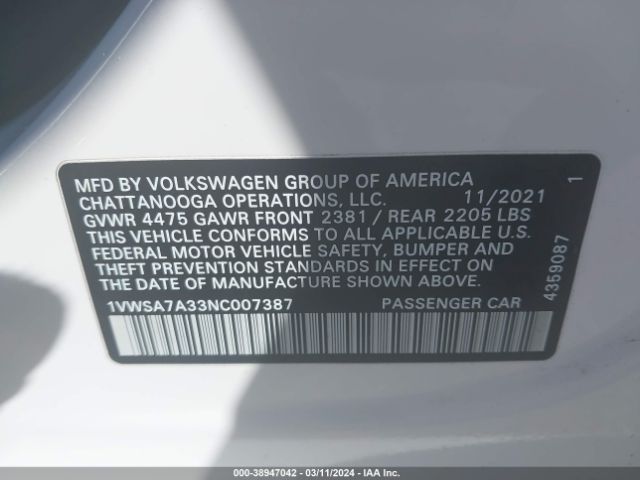 MFD BY VOLKSWAGEN GROUP OF AMERICA
CHATTANOOGA OPERATIONS, LLC. 11/2021
GVWR 4475 GAWR FRONT 2381 / REAR 2205 LBS
THIS VEHICLE CONFORMS TO ALL APPLICABLE U.S.
FEDERAL MOTOR VEHICLE SAFETY, BUMPER AND
THEFT PREVENTION STANDARDS IN EFFECT ON THE
DATE OF MANUFACTURE SHOWN ABOVE.
1VWSA7A33NC007387 PASSENGER CAR
4359087
1
000-38947042 - 03/11/2024 - IAA Inc.